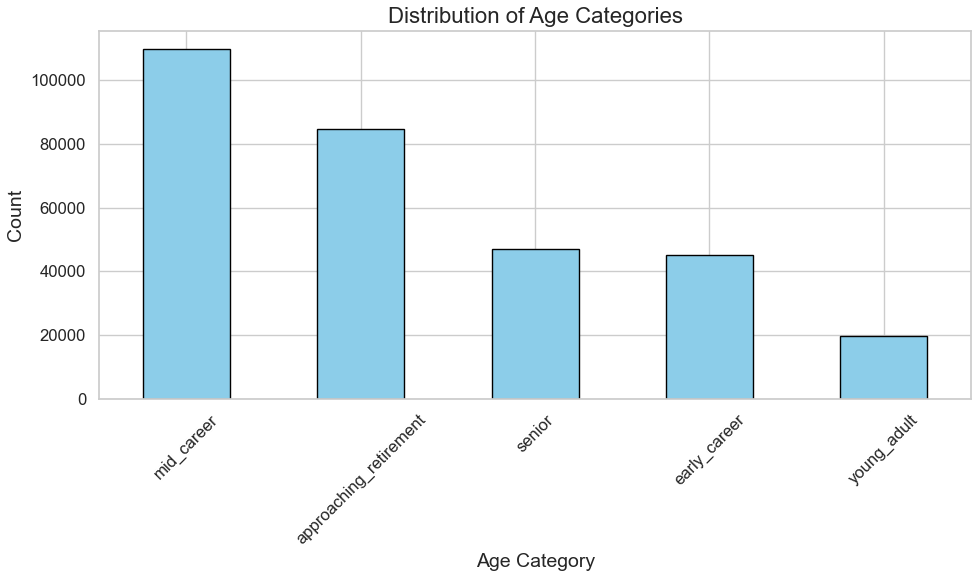 Distribution of Age Categories
Count
100000
80000
60000
40000
20000
0
mid_career
approaching_retirement
senior
early_career
young_adult
Age Category